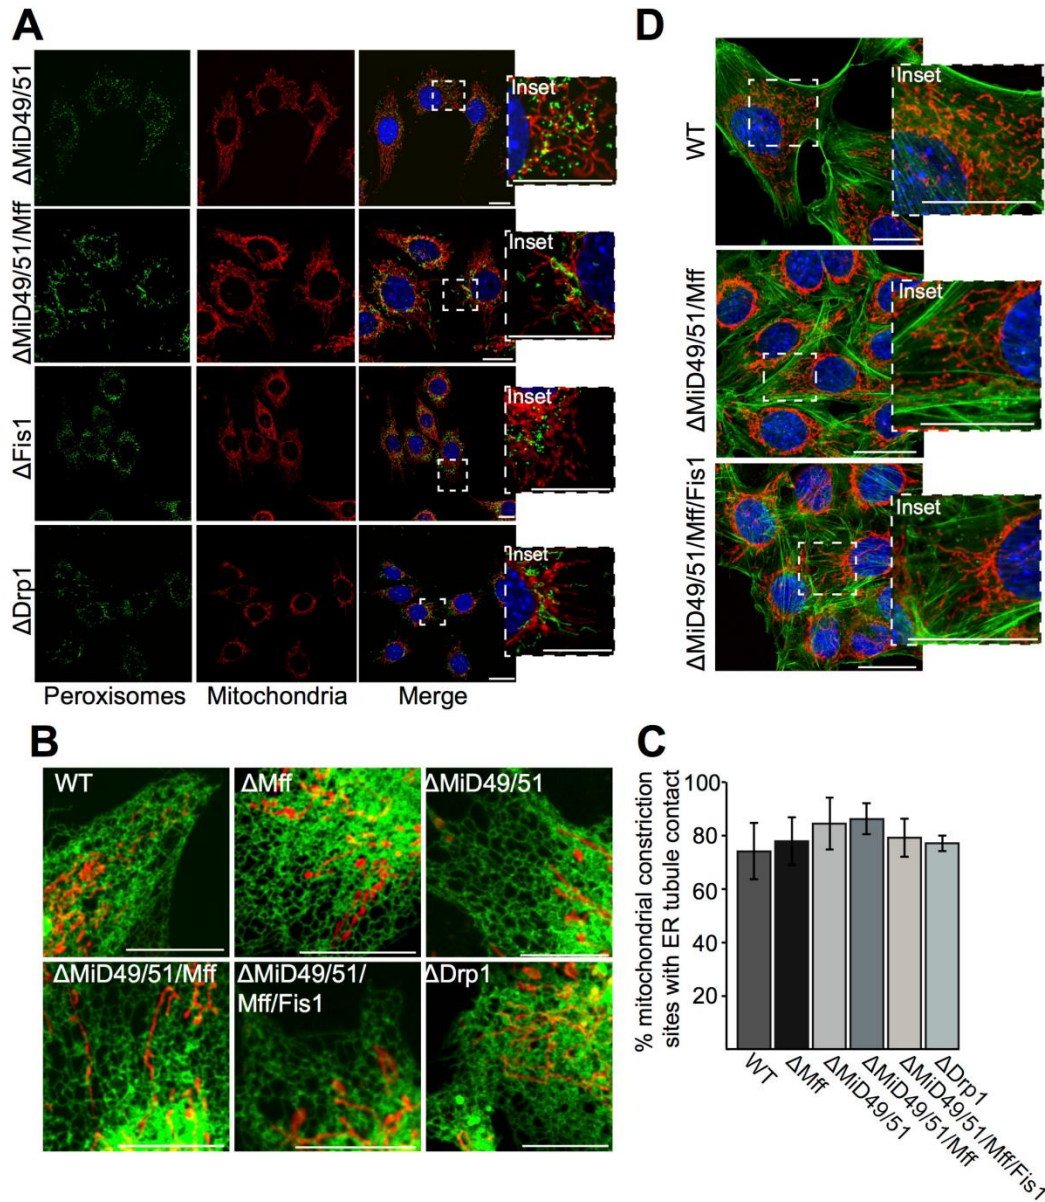 A
ΔMiD49/51
Inset
ΔMiD49/51/Mff
Inset
ΔFis1
Inset
ΔDrp1
Inset
Peroxisomes
Mitochondria
Merge
D
WT
Inset
ΔMiD49/51/Mff
Inset
ΔMiD49/51/Mff/Fis1
Inset
B
WT
ΔMff
ΔMiD49/51
ΔMiD49/51/Mff
ΔMiD49/51/
Mff/Fis1
ΔDrp1
C
% mitochondrial constriction
sites with ER tubule contact
100
80
60
40
20
WT
ΔMff
ΔMiD49/51
ΔMiD49/51/Mff
ΔMiD49/51/Mff/Fis1
ΔDrp1